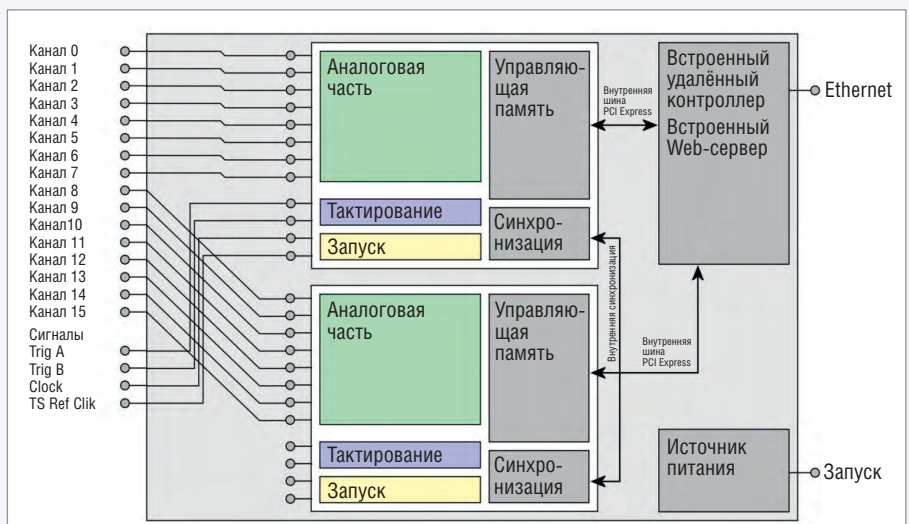 Канал 0
Канал 1
Канал 2
Канал 3
Канал 4
Канал 5
Канал 6
Канал 7
Канал 8
Канал 9
Канал10
Канал 11
Канал 12
Канал 13
Канал 14
Канал 15
Сигналы
Trig A
Trig B
Clock
TS Ref Clik
Аналоговая
часть
Управляю-
щая
память
Тактирование
Запуск
Синхро-
низация
Аналоговая
часть
Управляю-
щая
память
Тактирование
Запуск
Синхро-
низация
Внутренняя
шина
PCI Express
Внутренняя синхронизация
Внутренняя
шина
PCI Express
Встроенный
удалённый
контроллер
Встроенный
Web-сервер
Ethernet
Источник
питания
Запуск